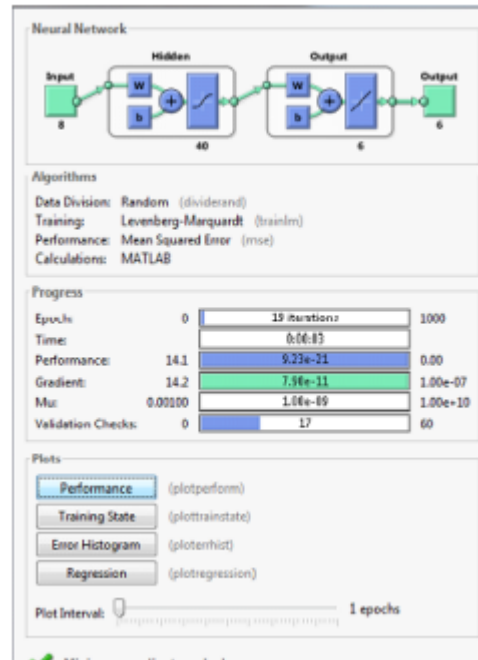 Neural Network
Hidden
Output
Input
Output
W
b
+
W
b
+
8
40
6
6
Algorithms
Data Division: Random (dividerand)
Training: Levenberg-Marquardt (trainlm)
Performance: Mean Squared Error (mse)
Calculations: MATLAB
Progress
Epoch: 0 19 iterations 1000
Time: 0:00:03
Performance: 14.1 9.23e-21 0.00
Gradient: 14.2 7.90e-11 1.00e-07
Mu: 0.00100 1.00e-09 1.00e+10
Validation Checks: 0 17 60
Plots
Performance (plotperform)
Training State (plottrainstate)
Error Histogram (ploterrhist)
Regression (plotregression)
Plot Interval: 1 epochs